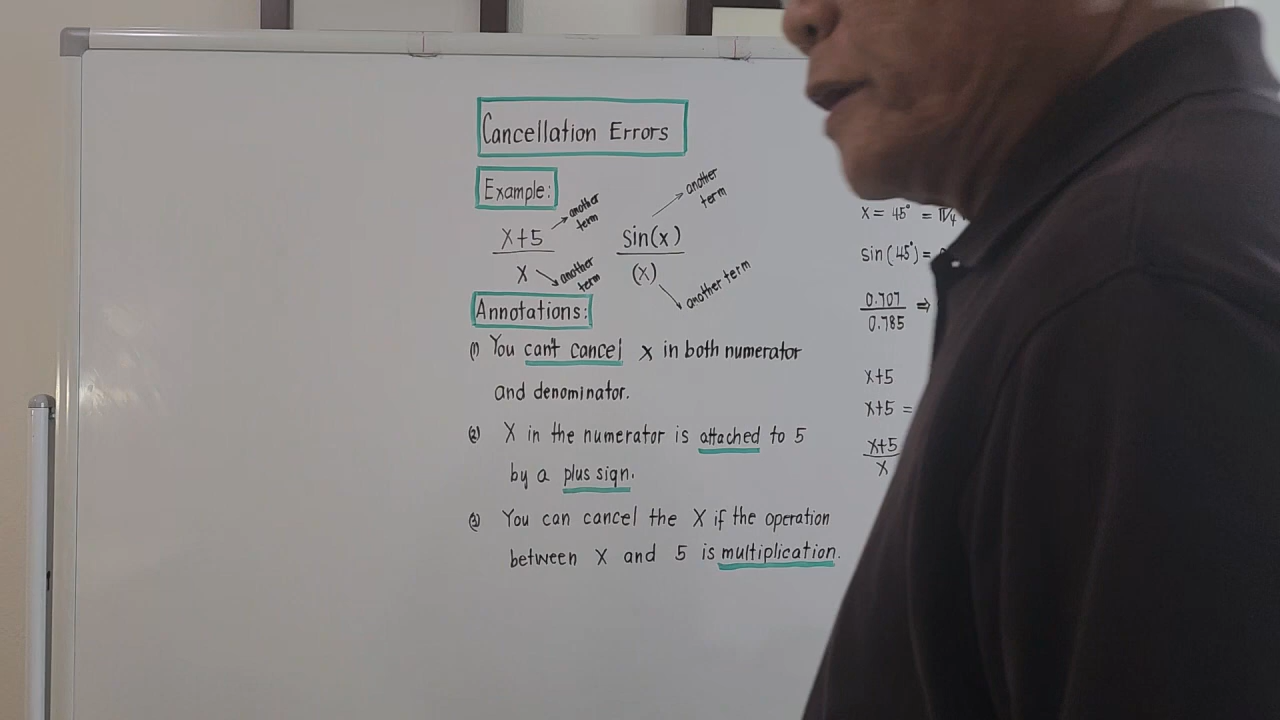 Cancellation Errors
Example:
x+5
x
another
term
another
term
sin(x)
(x)
another
term
another term
Annotations:
(1) You can't cancel x in both numerator
and denominator.
(2) X in the numerator is attached to 5
by a plus sign.
(3) You can cancel the X if the operation
between X and 5 is multiplication.
x = 45° = π/4
sin(45°) =
0.707 ⇒
0.785
x+5
x+5 =
x+5
x